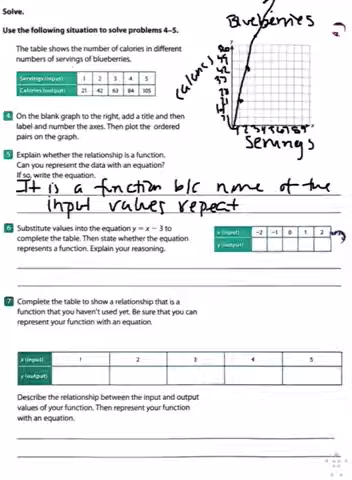 Solve.
Blueberries
Use the following situation to solve problems 4–5.
The table shows the number of calories in different
numbers of servings of blueberries.
Servings (input) 1 2 3 4 5
Calories (output) 21 42 63 84 105
4 On the blank graph to the right, add a title and then
label and number the axes. Then plot the ordered
pairs on the graph.
Servings
5 Explain whether the relationship is a function.
Can you represent the data with an equation?
If so, write the equation.
It is a function b/c none of the
input values repeat
6 Substitute values into the equation y = x − 3 to
complete the table. Then state whether the equation
represents a function. Explain your reasoning.
x (input) -2 -1 0 1 2
y (output)
7 Complete the table to show a relationship that is a
function that you haven't used yet. Be sure that you can
represent your function with an equation.
x (input) 1 2 3 4 5
y (output)
Describe the relationship between the input and output
values of your function. Then represent your function
with an equation.